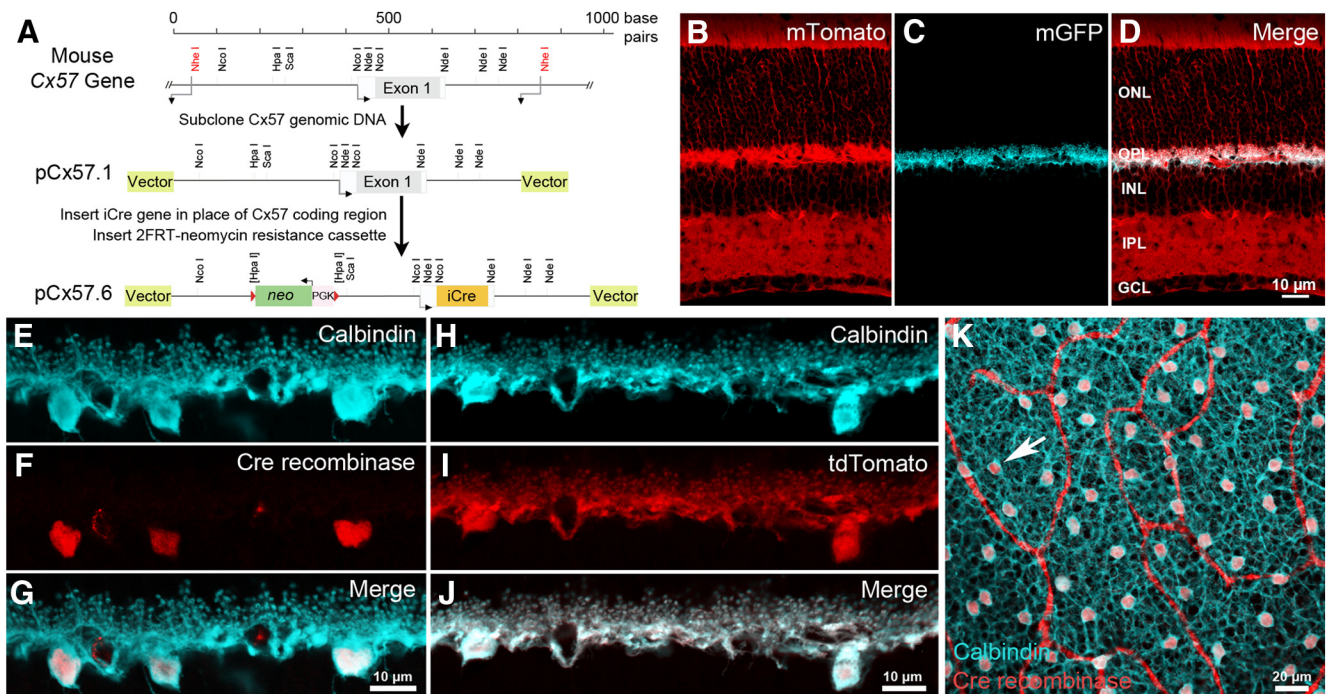 A
0 500 1000 base pairs
Mouse
Cx57 Gene
Nhe I
Nco I
Hpa I
Sca I
Nco I
Nde I
Nco I
Nde I
Nde I
Nde I
Nhe I
Exon 1
Subclone Cx57 genomic DNA
pCx57.1
Nco I
Hpa I
Sca I
Nco I
Nde I
Nco I
Nde I
Nde I
Nde I
Vector Exon 1 Vector
Insert iCre gene in place of Cx57 coding region
Insert 2FRT-neomycin resistance cassette
pCx57.6
Nco I
[Hpa I]
[Hpa I]
Sca I
Nco I
Nde I
Nco I
Nde I
Nde I
Nde I
Vector neo PGK iCre Vector
B mTomato
C mGFP
D Merge
ONL
OPL
INL
IPL
GCL
10 µm
E Calbindin
F Cre recombinase
G Merge
10 µm
H Calbindin
I tdTomato
J Merge
10 µm
K
Calbindin
Cre recombinase
20 µm